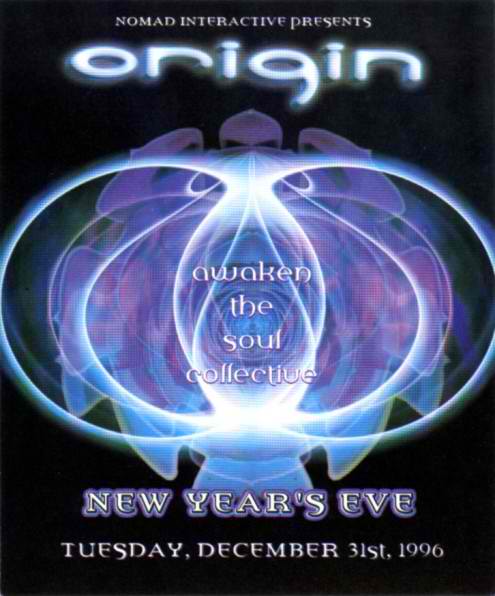 NOMAD INTERACTIVE PRESENTS
origin
awaken
the
soul
collective
NEW YEAR'S EVE
TUESDAY, DECEMBER 31st, 1996